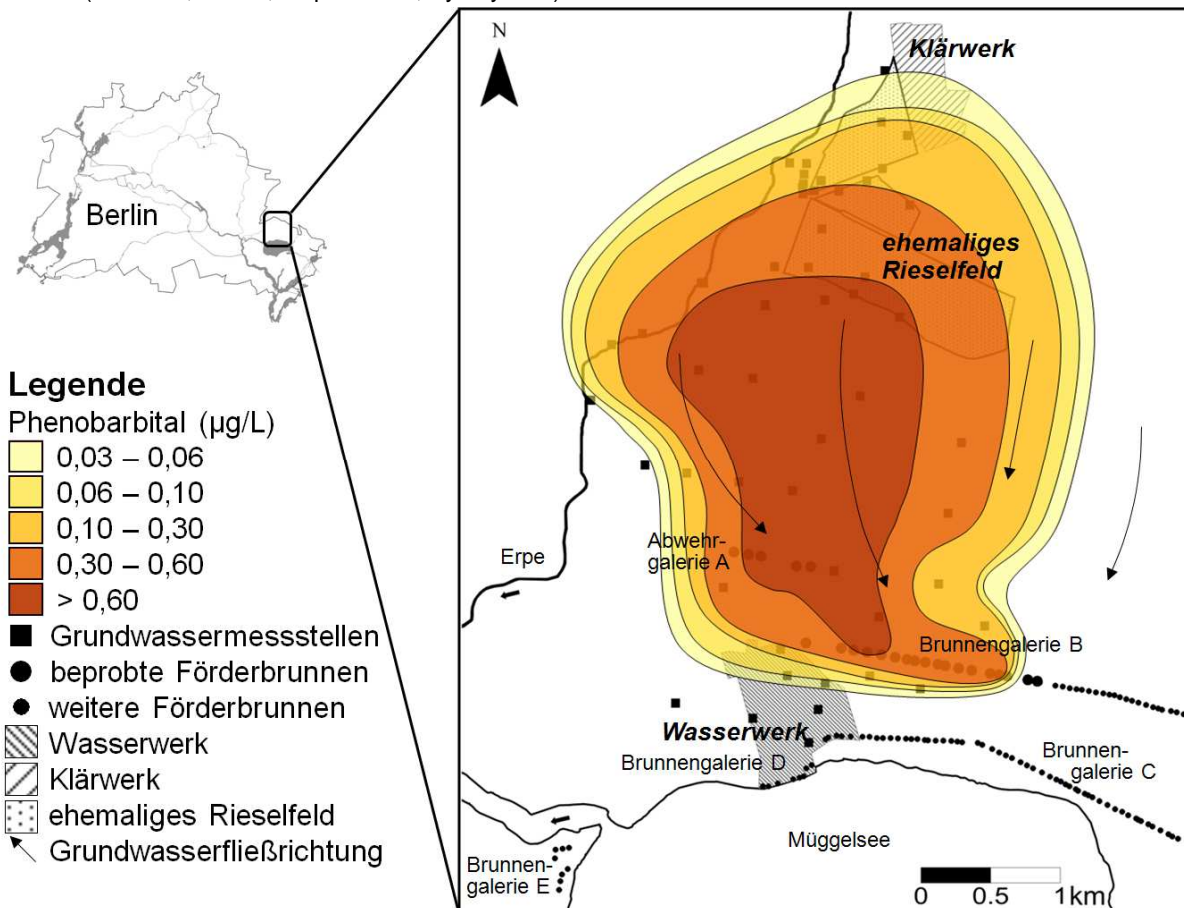 Berlin
Legende
Phenobarbital (µg/L)
0,03 – 0,06
0,06 – 0,10
0,10 – 0,30
0,30 – 0,60
> 0,60
Grundwassermessstellen
beprobte Förderbrunnen
weitere Förderbrunnen
Wasserwerk
Klärwerk
ehemaliges Rieselfeld
Grundwasserfließrichtung
N
Klärwerk
ehemaliges
Rieselfeld
Erpe
Abwehr-
galerie A
Brunnengalerie B
Wasserwerk
Brunnengalerie D
Brunnen-
galerie C
Müggelsee
Brunnen-
galerie E
0 0.5 1km